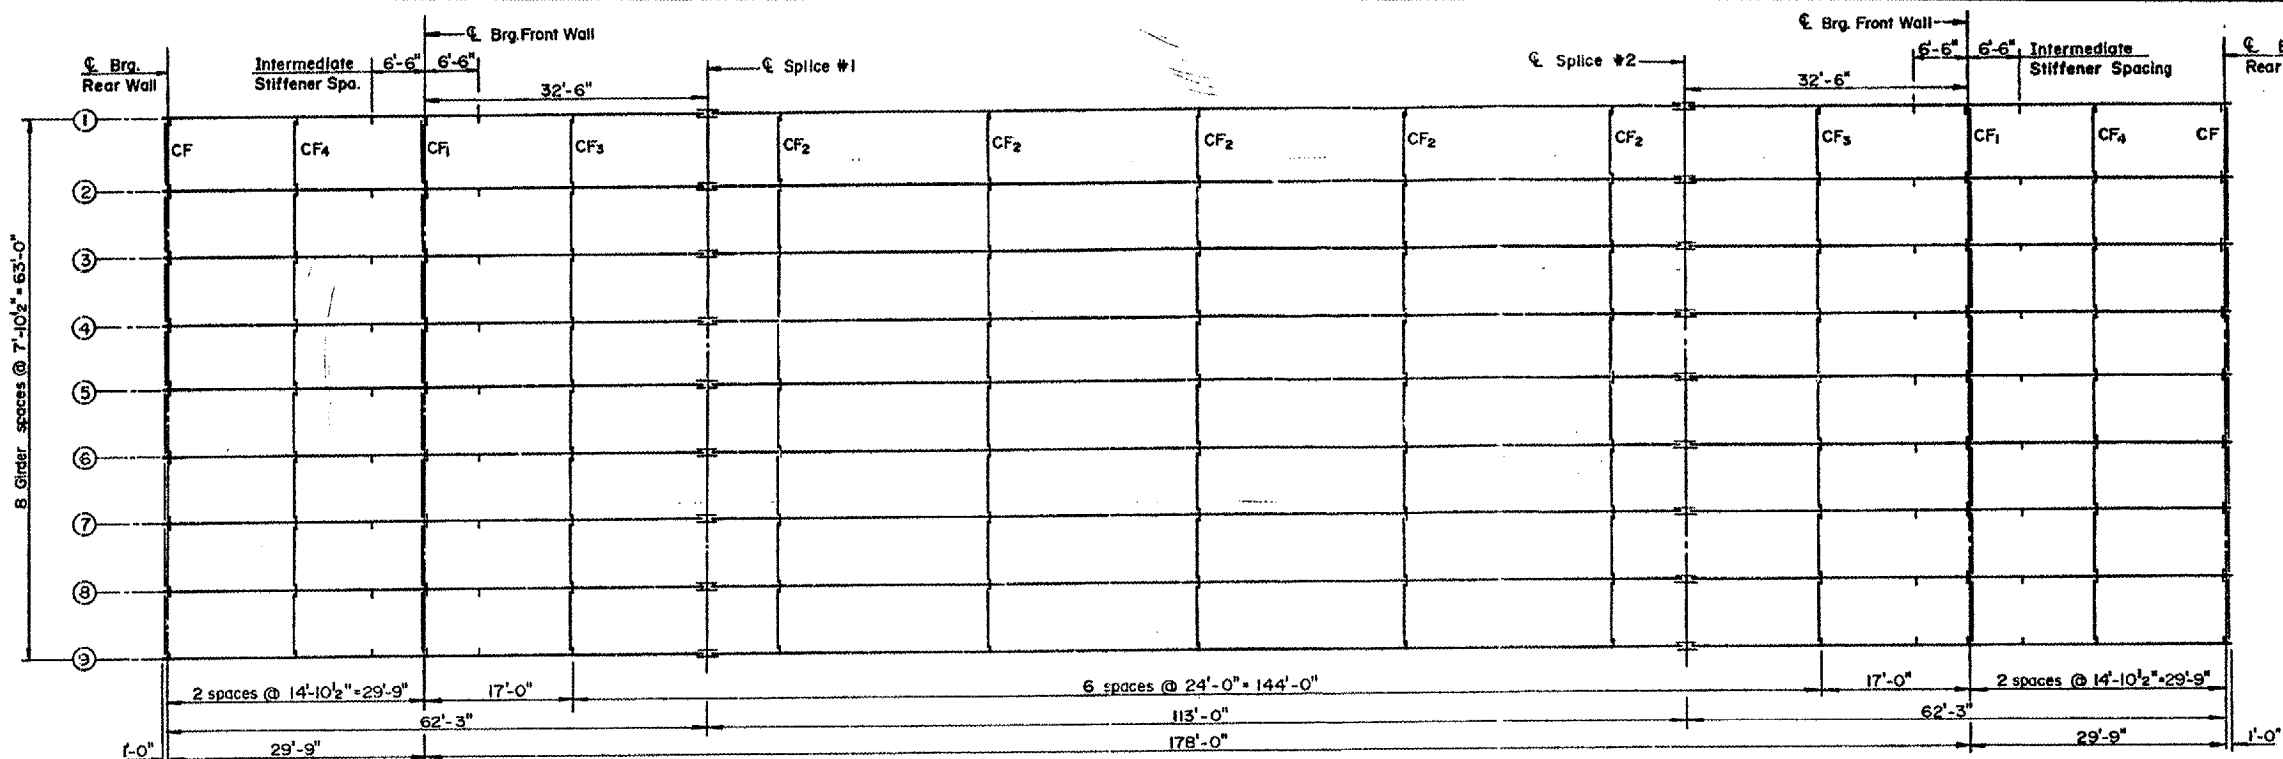 ℄ Brg. Front Wall
℄ Brg. Front Wall
℄ Brg.
Rear Wall
Intermediate
Stiffener Spa.
6'-6"
6'-6"
32'-6"
℄ Splice #1
℄ Splice #2
32'-6"
6'-6"
6'-6"
Intermediate
Stiffener Spacing
℄
Rear
1
2
3
4
5
6
7
8
9
8 Girder spaces @ 7'-10½" = 63'-0"
CF
CF₄
CF₁
CF₃
CF₂
CF₂
CF₂
CF₂
CF₂
CF₃
CF₁
CF₄
CF
2 spaces @ 14'-10½"=29'-9"
17'-0"
6 spaces @ 24'-0" = 144'-0"
17'-0"
2 spaces @ 14'-10½"=29'-9"
62'-3"
113'-0"
62'-3"
1'-0"
29'-9"
178'-0"
29'-9"
1'-0"